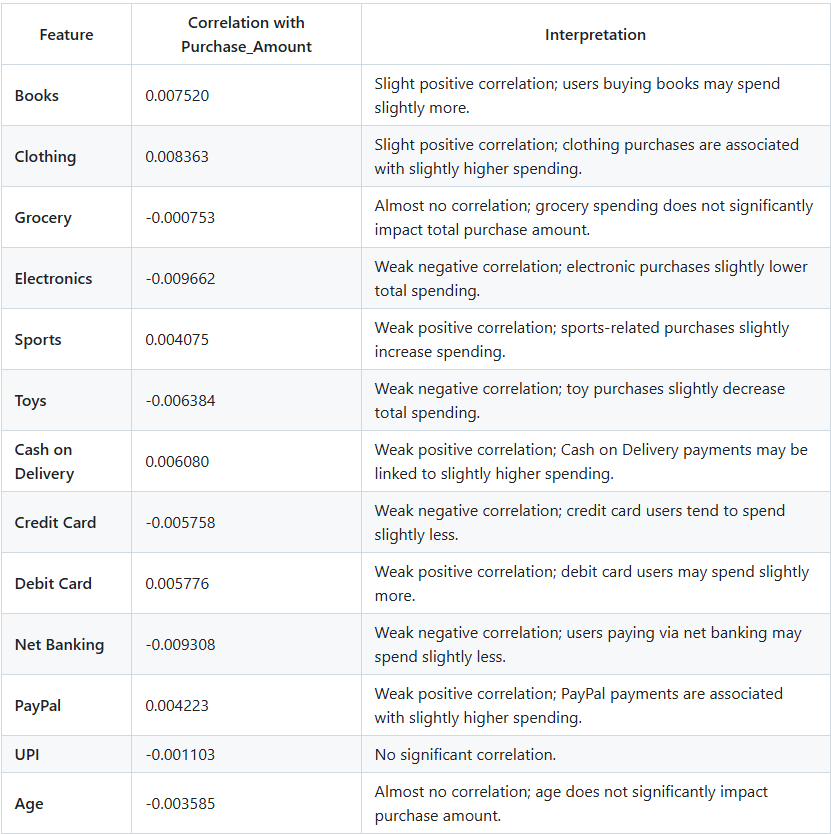 Feature
Correlation with
Purchase_Amount
Interpretation
Books
0.007520
Slight positive correlation; users buying books may spend
slightly more.
Clothing
0.008363
Slight positive correlation; clothing purchases are associated
with slightly higher spending.
Grocery
-0.000753
Almost no correlation; grocery spending does not significantly
impact total purchase amount.
Electronics
-0.009662
Weak negative correlation; electronic purchases slightly lower
total spending.
Sports
0.004075
Weak positive correlation; sports-related purchases slightly
increase spending.
Toys
-0.006384
Weak negative correlation; toy purchases slightly decrease
total spending.
Cash on
Delivery
0.006080
Weak positive correlation; Cash on Delivery payments may be
linked to slightly higher spending.
Credit Card
-0.005758
Weak negative correlation; credit card users tend to spend
slightly less.
Debit Card
0.005776
Weak positive correlation; debit card users may spend slightly
more.
Net Banking
-0.009308
Weak negative correlation; users paying via net banking may
spend slightly less.
PayPal
0.004223
Weak positive correlation; PayPal payments are associated
with slightly higher spending.
UPI
-0.001103
No significant correlation.
Age
-0.003585
Almost no correlation; age does not significantly impact
purchase amount.